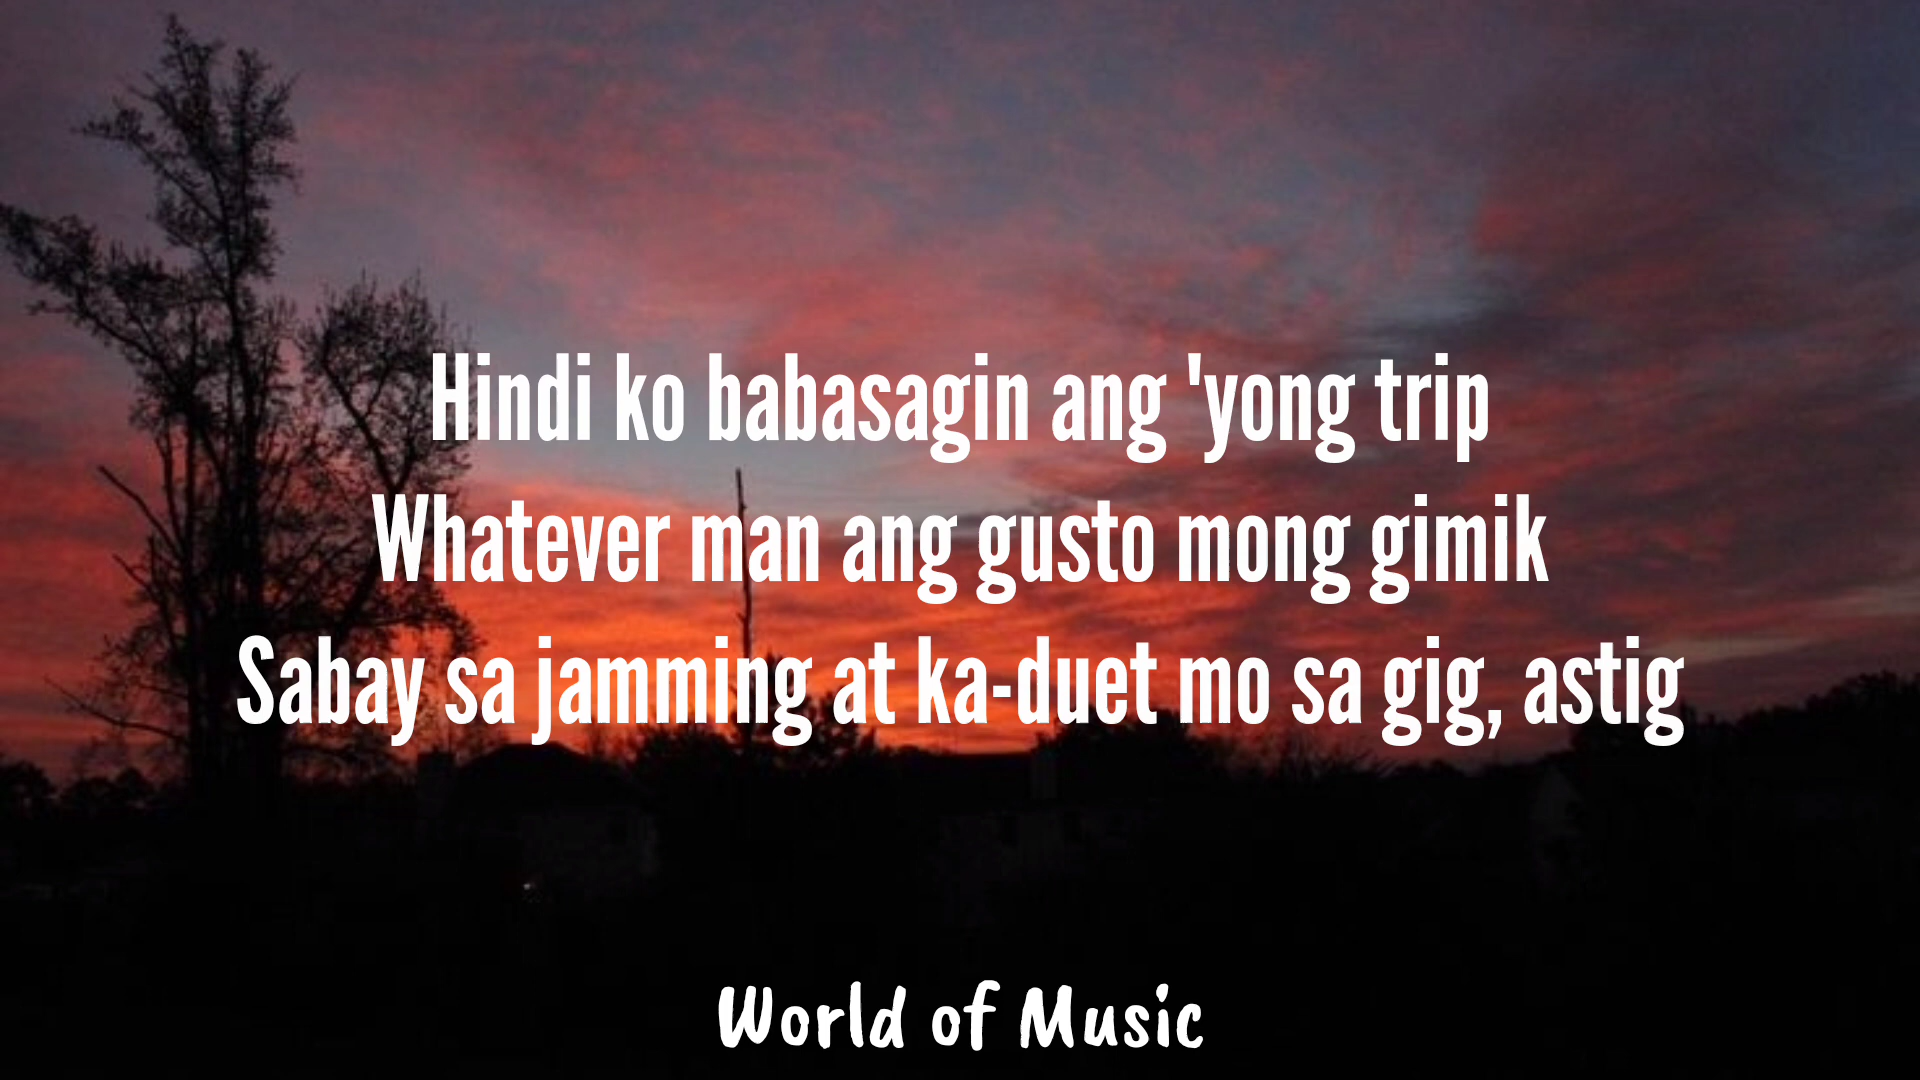 Hindi ko babasagin ang 'yong trip
Whatever man ang gusto mong gimik
Sabay sa jamming at ka-duet mo sa gig, astig
World of Music